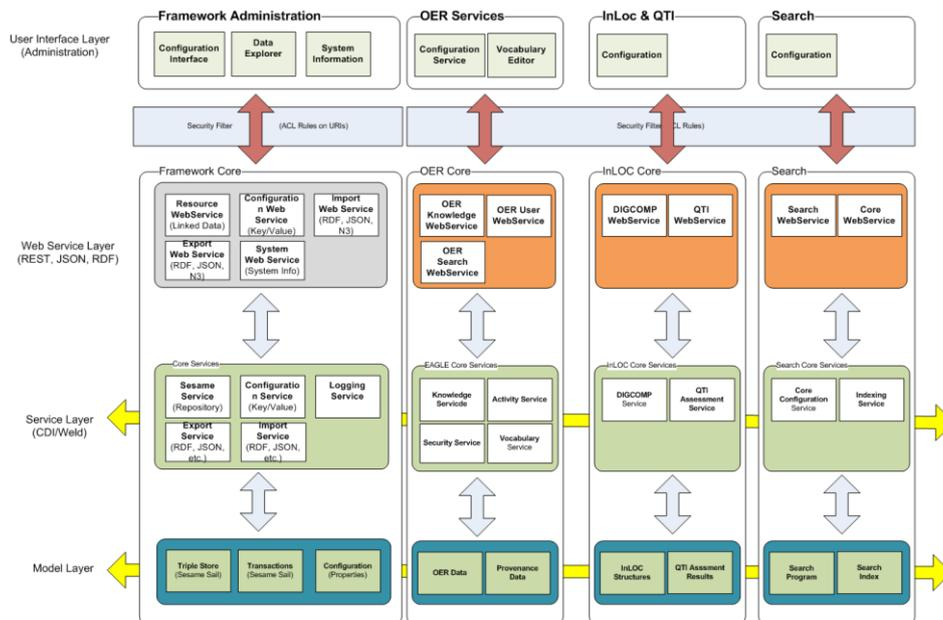 Framework Administration
OER Services
InLoc & QTI
Search
User Interface Layer
(Administration)
Configuration
Interface
Data
Explorer
System
Information
Configuration
Service
Vocabulary
Editor
Configuration
Configuration
Security Filter
(ACL Rules on URIs)
Security Filter
CL Rules)
Framework Core
OER Core
InLOC Core
Search
Web Service Layer
(REST, JSON, RDF)
Resource
WebService
(Linked Data)
Configuratio
n Web
Service
(Key/Value)
Import
Web Service
(RDF, JSON,
N3)
Export
Web Service
(RDF, JSON,
N3)
System
Web Service
(System Info)
OER
Knowledge
WebService
OER User
WebService
OER
Search
WebService
DIGCOMP
WebService
QTI
WebService
Search
WebService
Core
WebService
Core Services
EAGLE Core Services
InLOC Core Services
Search Core Services
Service Layer
(CDI/Weld)
Sesame
Service
(Repository)
Configuratio
n Service
(Key/Value)
Logging
Service
Export
Service
(RDF, JSON,
etc.)
Import
Service
(RDF, JSON,
etc.)
Knowledge
Servicde
Activity Service
Security Service
Vocabulary
Service
DIGCOMP
Service
QTI
Assessment
Service
Core
Configuration
Service
Indexing
Service
Model Layer
Triple Store
(Sesame Sail)
Transactions
(Sesame Sail)
Configuration
(Properties)
OER Data
Provenance
Data
InLOC
Structures
QTI Assment
Results
Search
Program
Search
Index